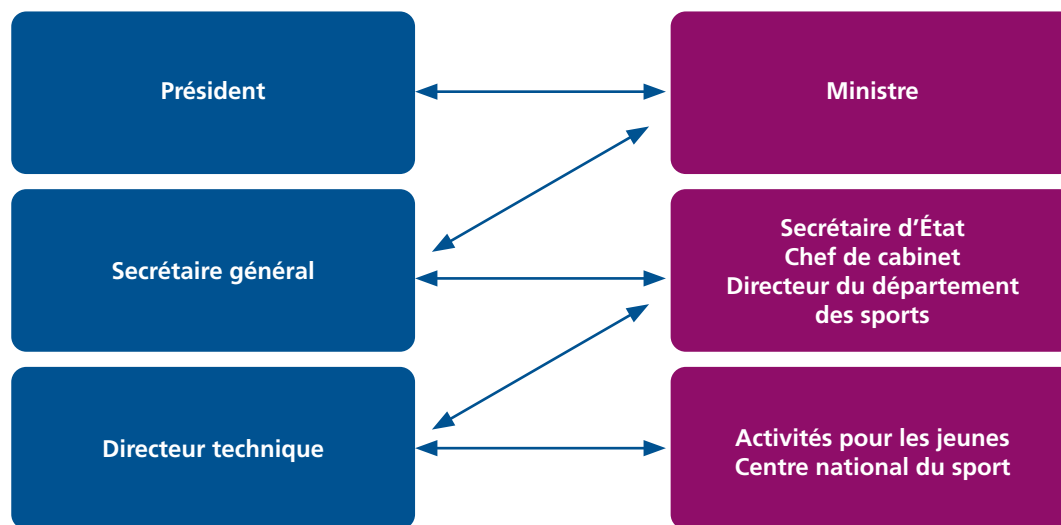 Président
Ministre
Secrétaire général
Secrétaire d’État
Chef de cabinet
Directeur du département
des sports
Directeur technique
Activités pour les jeunes
Centre national du sport